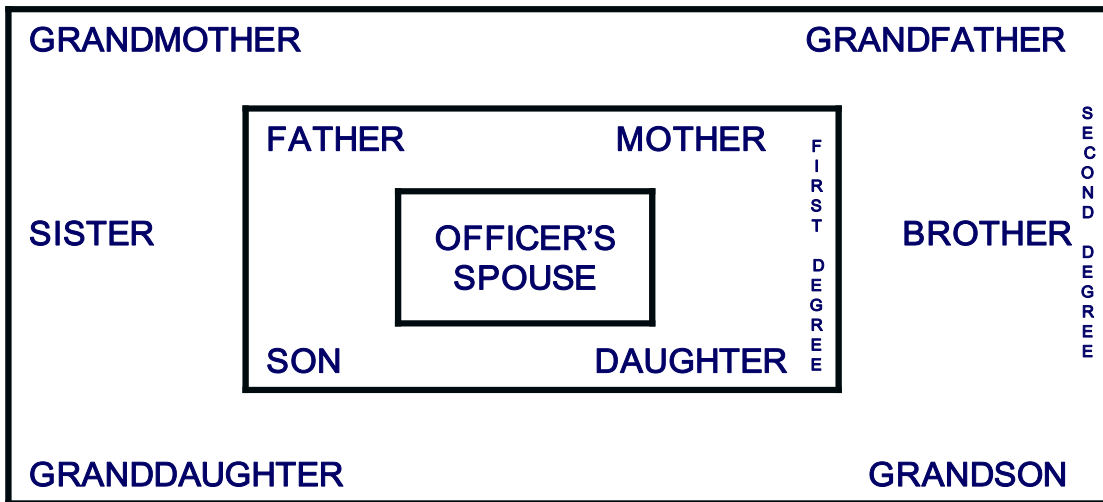 GRANDMOTHER GRANDFATHER
FATHER MOTHER
FIRST DEGREE
SECOND DEGREE
SISTER
OFFICER'S
SPOUSE
BROTHER
SON DAUGHTER
GRANDDAUGHTER GRANDSON